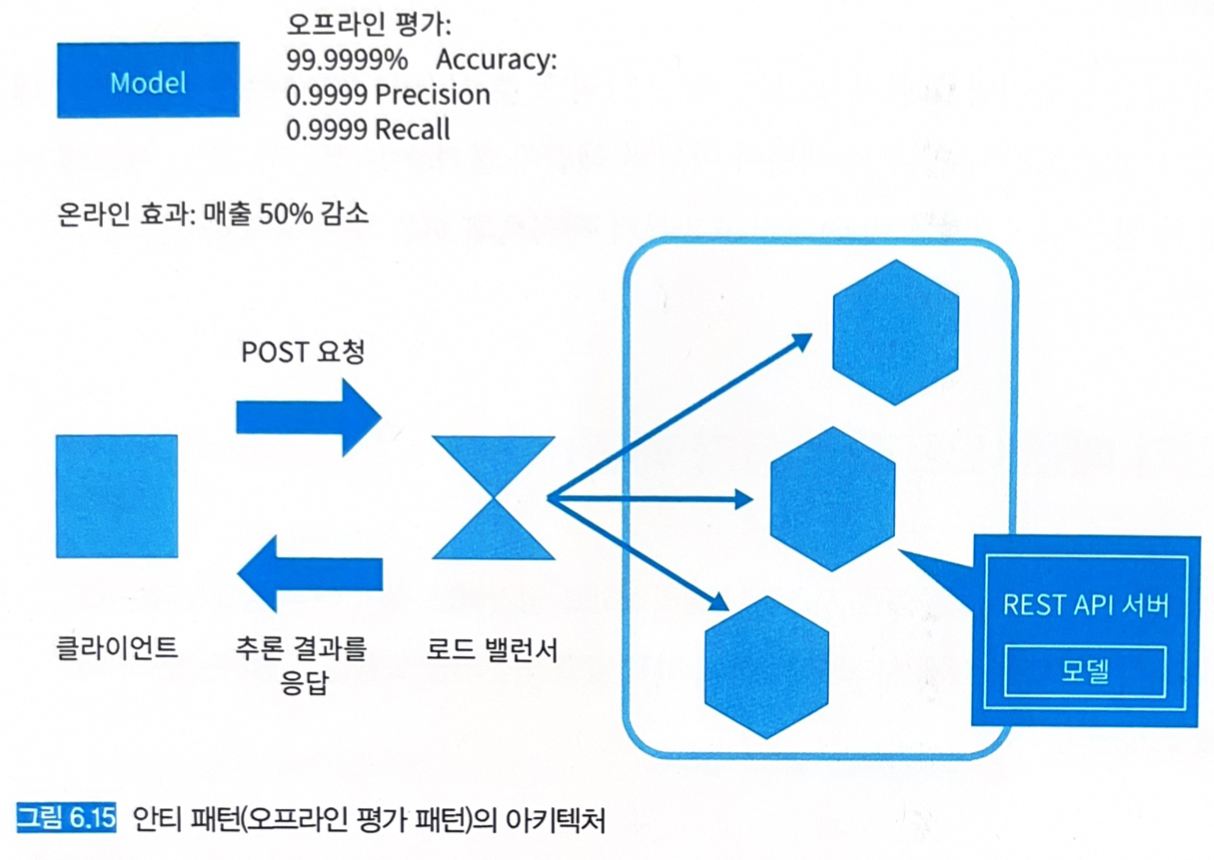 Model
오프라인 평가:
99.9999% Accuracy:
0.9999 Precision
0.9999 Recall
온라인 효과: 매출 50% 감소
POST 요청
클라이언트
추론 결과를
응답
로드 밸런서
REST API 서버
모델
그림 6.15 안티 패턴(오프라인 평가 패턴)의 아키텍처